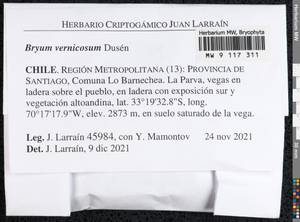 HERBARIO CRIPTOGÁMICO JUAN LARRAÍN
Bryum vernicosum Dusén
Herbarium MW, Bryophyta
MW 9 117 311
CHILE. REGIÓN METROPOLITANA (13): PROVINCIA DE
SANTIAGO, Comuna Lo Barnechea. La Parva, vegas en
ladera sobre el pueblo, en ladera con exposición sur y
vegetación altoandina, lat. 33°19'32.8"S, long.
70°17'17.9"W, elev. 2873 m, en suelo saturado de la vega.
Leg. J. Larraín 45984, con Y. Mamontov 24 nov 2021
Det. J. Larraín, 9 dic 2021